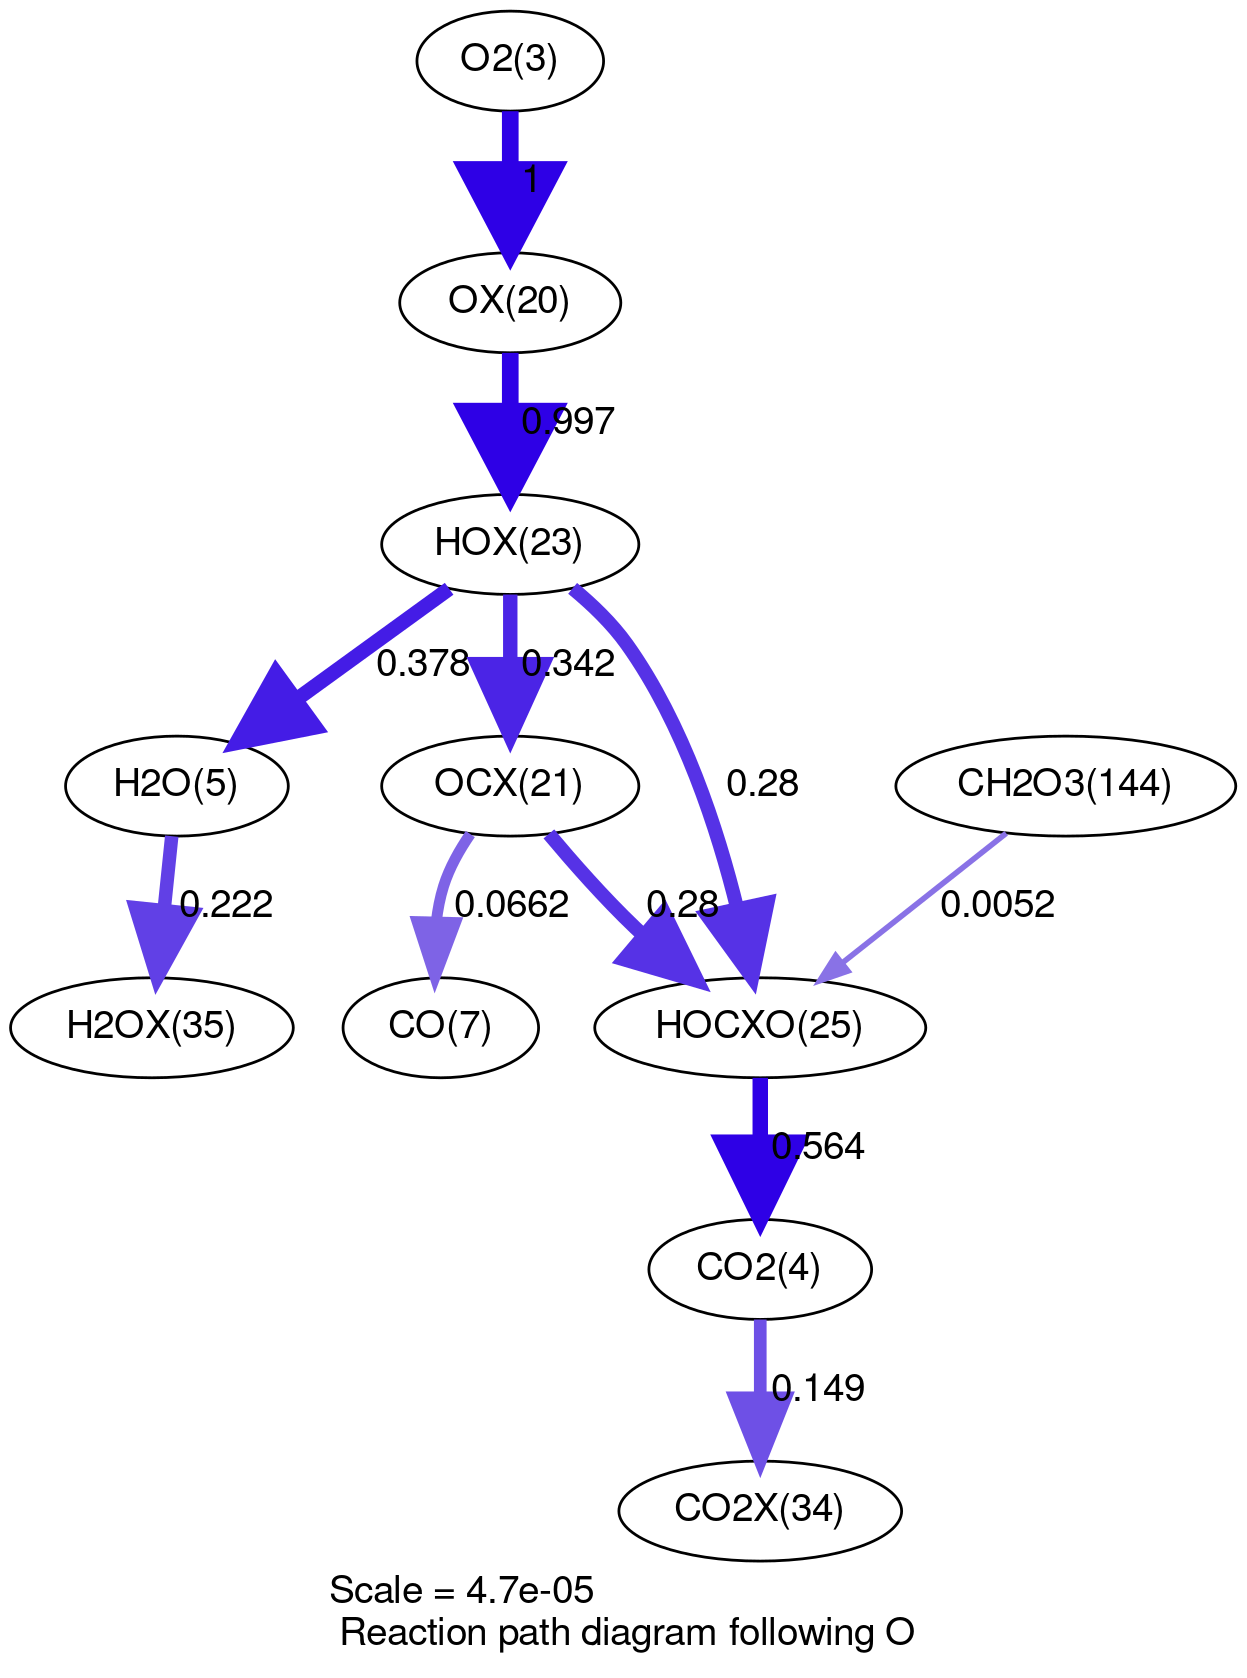 O2(3)
1
OX(20)
0.997
HOX(23)
0.378
0.342
0.28
H2O(5)
OCX(21)
CH2O3(144)
0.222
0.0662
0.28
0.0052
H2OX(35)
CO(7)
HOCXO(25)
0.564
CO2(4)
0.149
CO2X(34)
Scale = 4.7e-05
Reaction path diagram following O